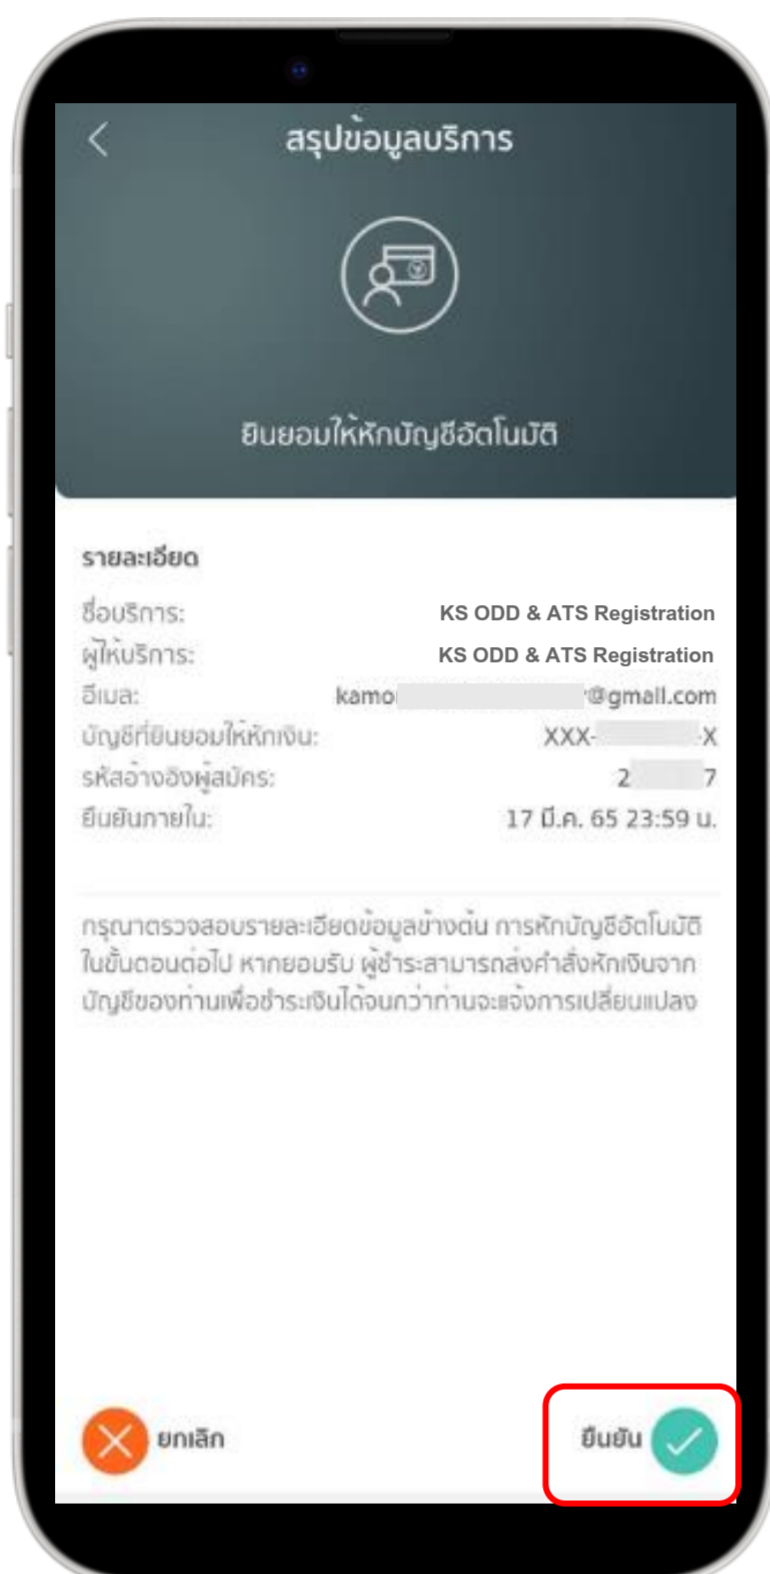 สรุปข้อมูลบริการ
ยินยอมให้หักบัญชีอัตโนมัติ
รายละเอียด
ชื่อบริการ: KS ODD & ATS Registration
ผู้ให้บริการ: KS ODD & ATS Registration
อีเมล: kamo @gmail.com
บัญชีที่ยินยอมให้หักเงิน: XXX- -X
รหัสอ้างอิงผู้สมัคร: 2 7
ยืนยันภายใน: 17 มี.ค. 65 23:59 น.
กรุณาตรวจสอบรายละเอียดข้อมูลข้างต้น การหักบัญชีอัตโนมัติ
ในขั้นตอนต่อไป หากยอมรับ ผู้ชำระสามารถส่งคำสั่งหักเงินจาก
บัญชีของท่านเพื่อชำระเงินได้จนกว่าท่านจะแจ้งการเปลี่ยนแปลง
ยกเลิก ยืนยัน